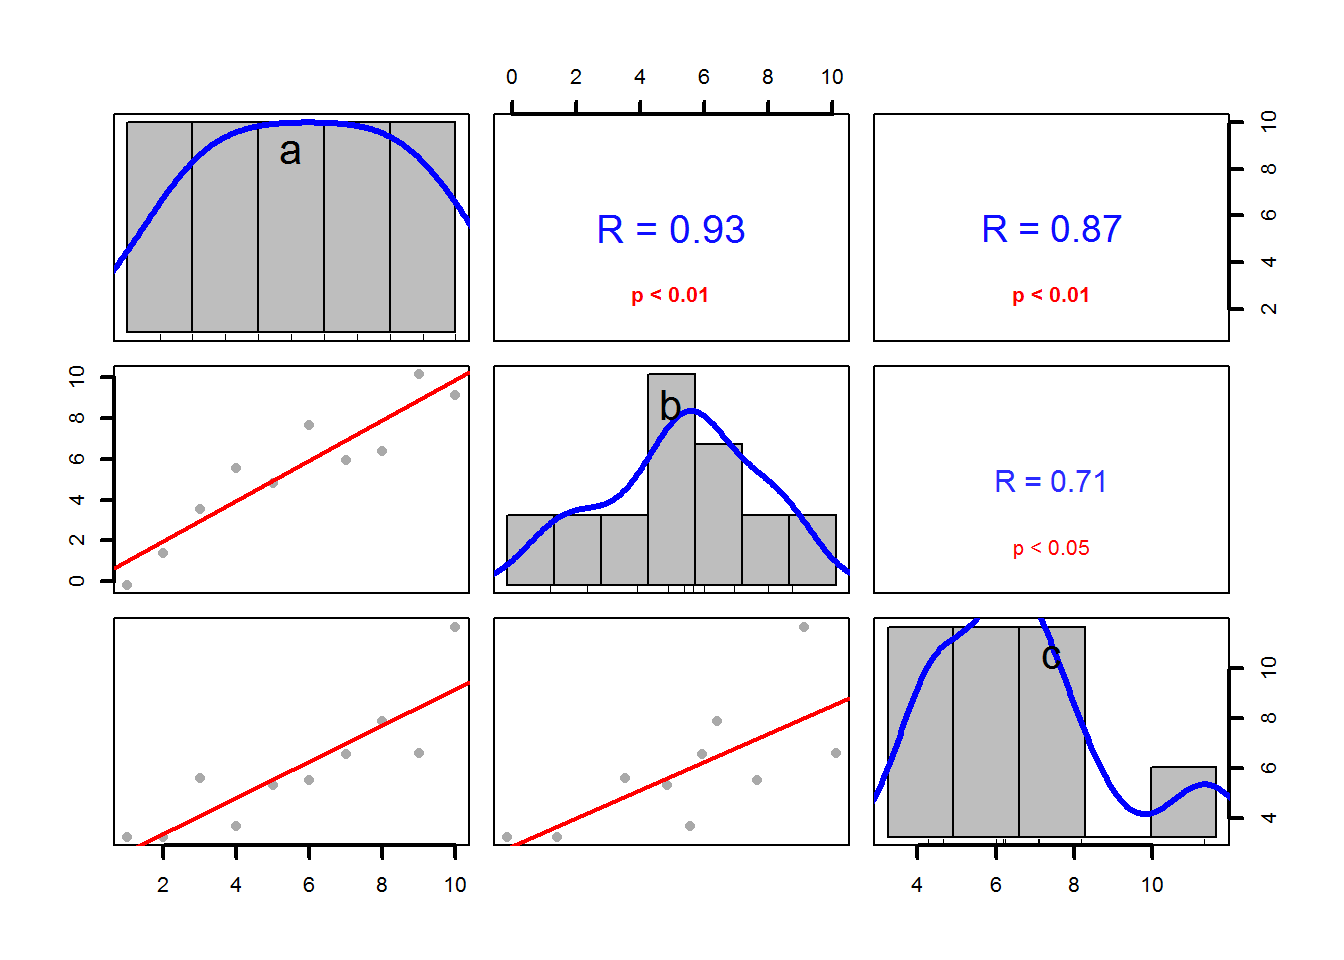 0 2 4 6 8 10
a
R = 0.93
p < 0.01
R = 0.87
p < 0.01
2 4 6 8 10
0 2 4 6 8 10
b
R = 0.71
p < 0.05
c
4 6 8 10
2 4 6 8 10
4 6 8 10